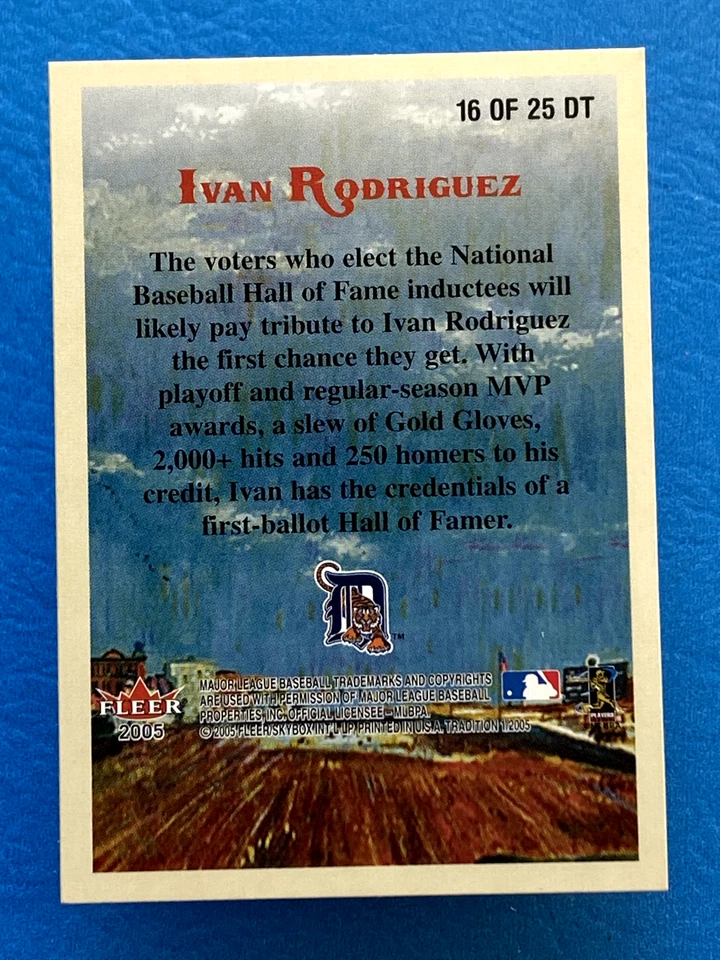 16 OF 25 DT
IVAN RODRIGUEZ
The voters who elect the National
Baseball Hall of Fame inductees will
likely pay tribute to Ivan Rodriguez
the first chance they get. With
playoff and regular-season MVP
awards, a slew of Gold Gloves,
2,000+ hits and 250 homers to his
credit, Ivan has the credentials of a
first-ballot Hall of Famer.
D
TM
FLEER
2005
MAJOR LEAGUE BASEBALL TRADEMARKS AND COPYRIGHTS
ARE USED WITH PERMISSION OF MAJOR LEAGUE BASEBALL
PROPERTIES, INC. OFFICIAL LICENSEE – MLBPA.
© 2005 FLEER/SKYBOX INT'L LP PRINTED IN U.S.A. TRADITION 1/2005
PLAYERS